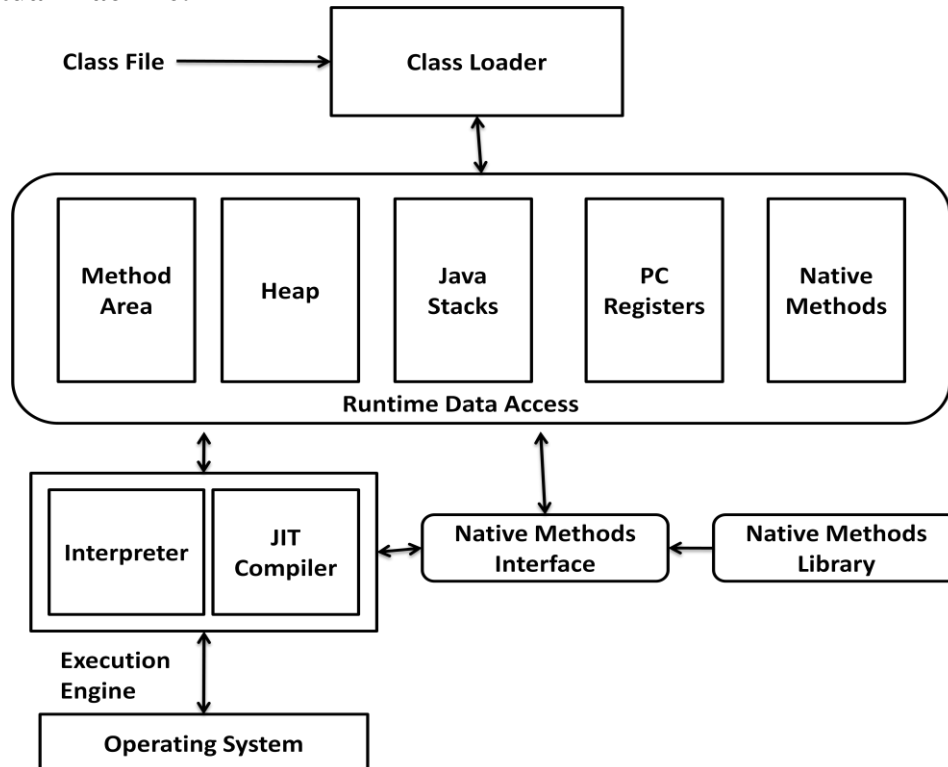 Class File
Class Loader
Method
Area
Heap
Java
Stacks
PC
Registers
Native
Methods
Runtime Data Access
Interpreter
JIT
Compiler
Native Methods
Interface
Native Methods
Library
Execution
Engine
Operating System